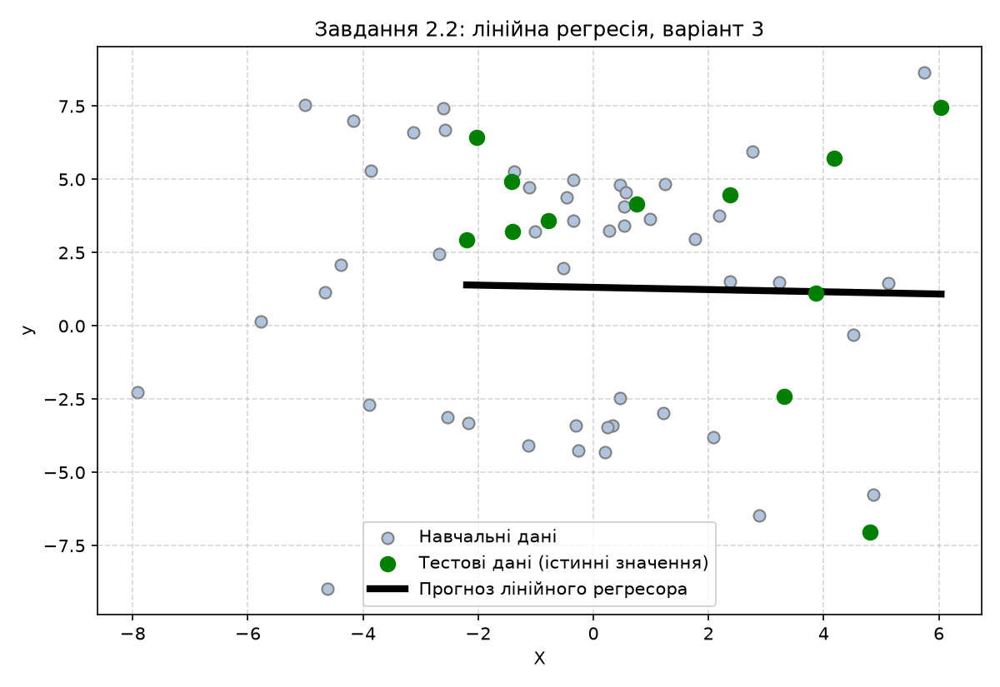 Завдання 2.2: лінійна регресія, варіант 3
y
7.5
5.0
2.5
0.0
−2.5
−5.0
−7.5
Навчальні дані
Тестові дані (істинні значення)
Прогноз лінійного регресора
−8 −6 −4 −2 0 2 4 6
X